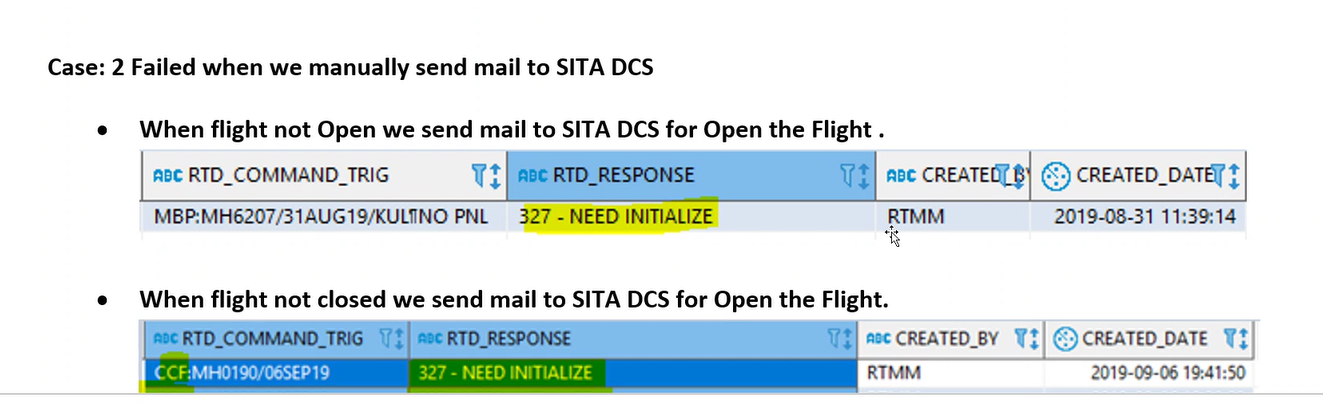 Case: 2 Failed when we manually send mail to SITA DCS
• When flight not Open we send mail to SITA DCS for Open the Flight .
ABC RTD_COMMAND_TRIG ABC RTD_RESPONSE ABC CREATED_BY CREATED_DATE
MBP:MH6207/31AUG19/KUL¶NO PNL 327 - NEED INITIALIZE RTMM 2019-08-31 11:39:14
• When flight not closed we send mail to SITA DCS for Open the Flight.
ABC RTD_COMMAND_TRIG ABC RTD_RESPONSE ABC CREATED_BY CREATED_DATE
CCF:MH0190/06SEP19 327 - NEED INITIALIZE RTMM 2019-09-06 19:41:50